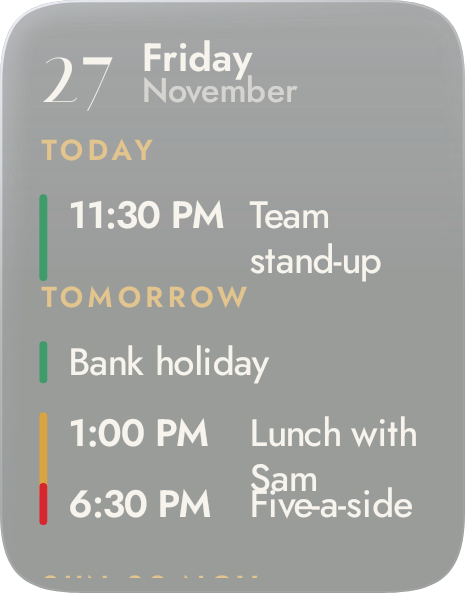 27 Friday
November
TODAY
11:30 PM Team
stand-up
TOMORROW
Bank holiday
1:00 PM Lunch with
Sam
6:30 PM Five-a-side